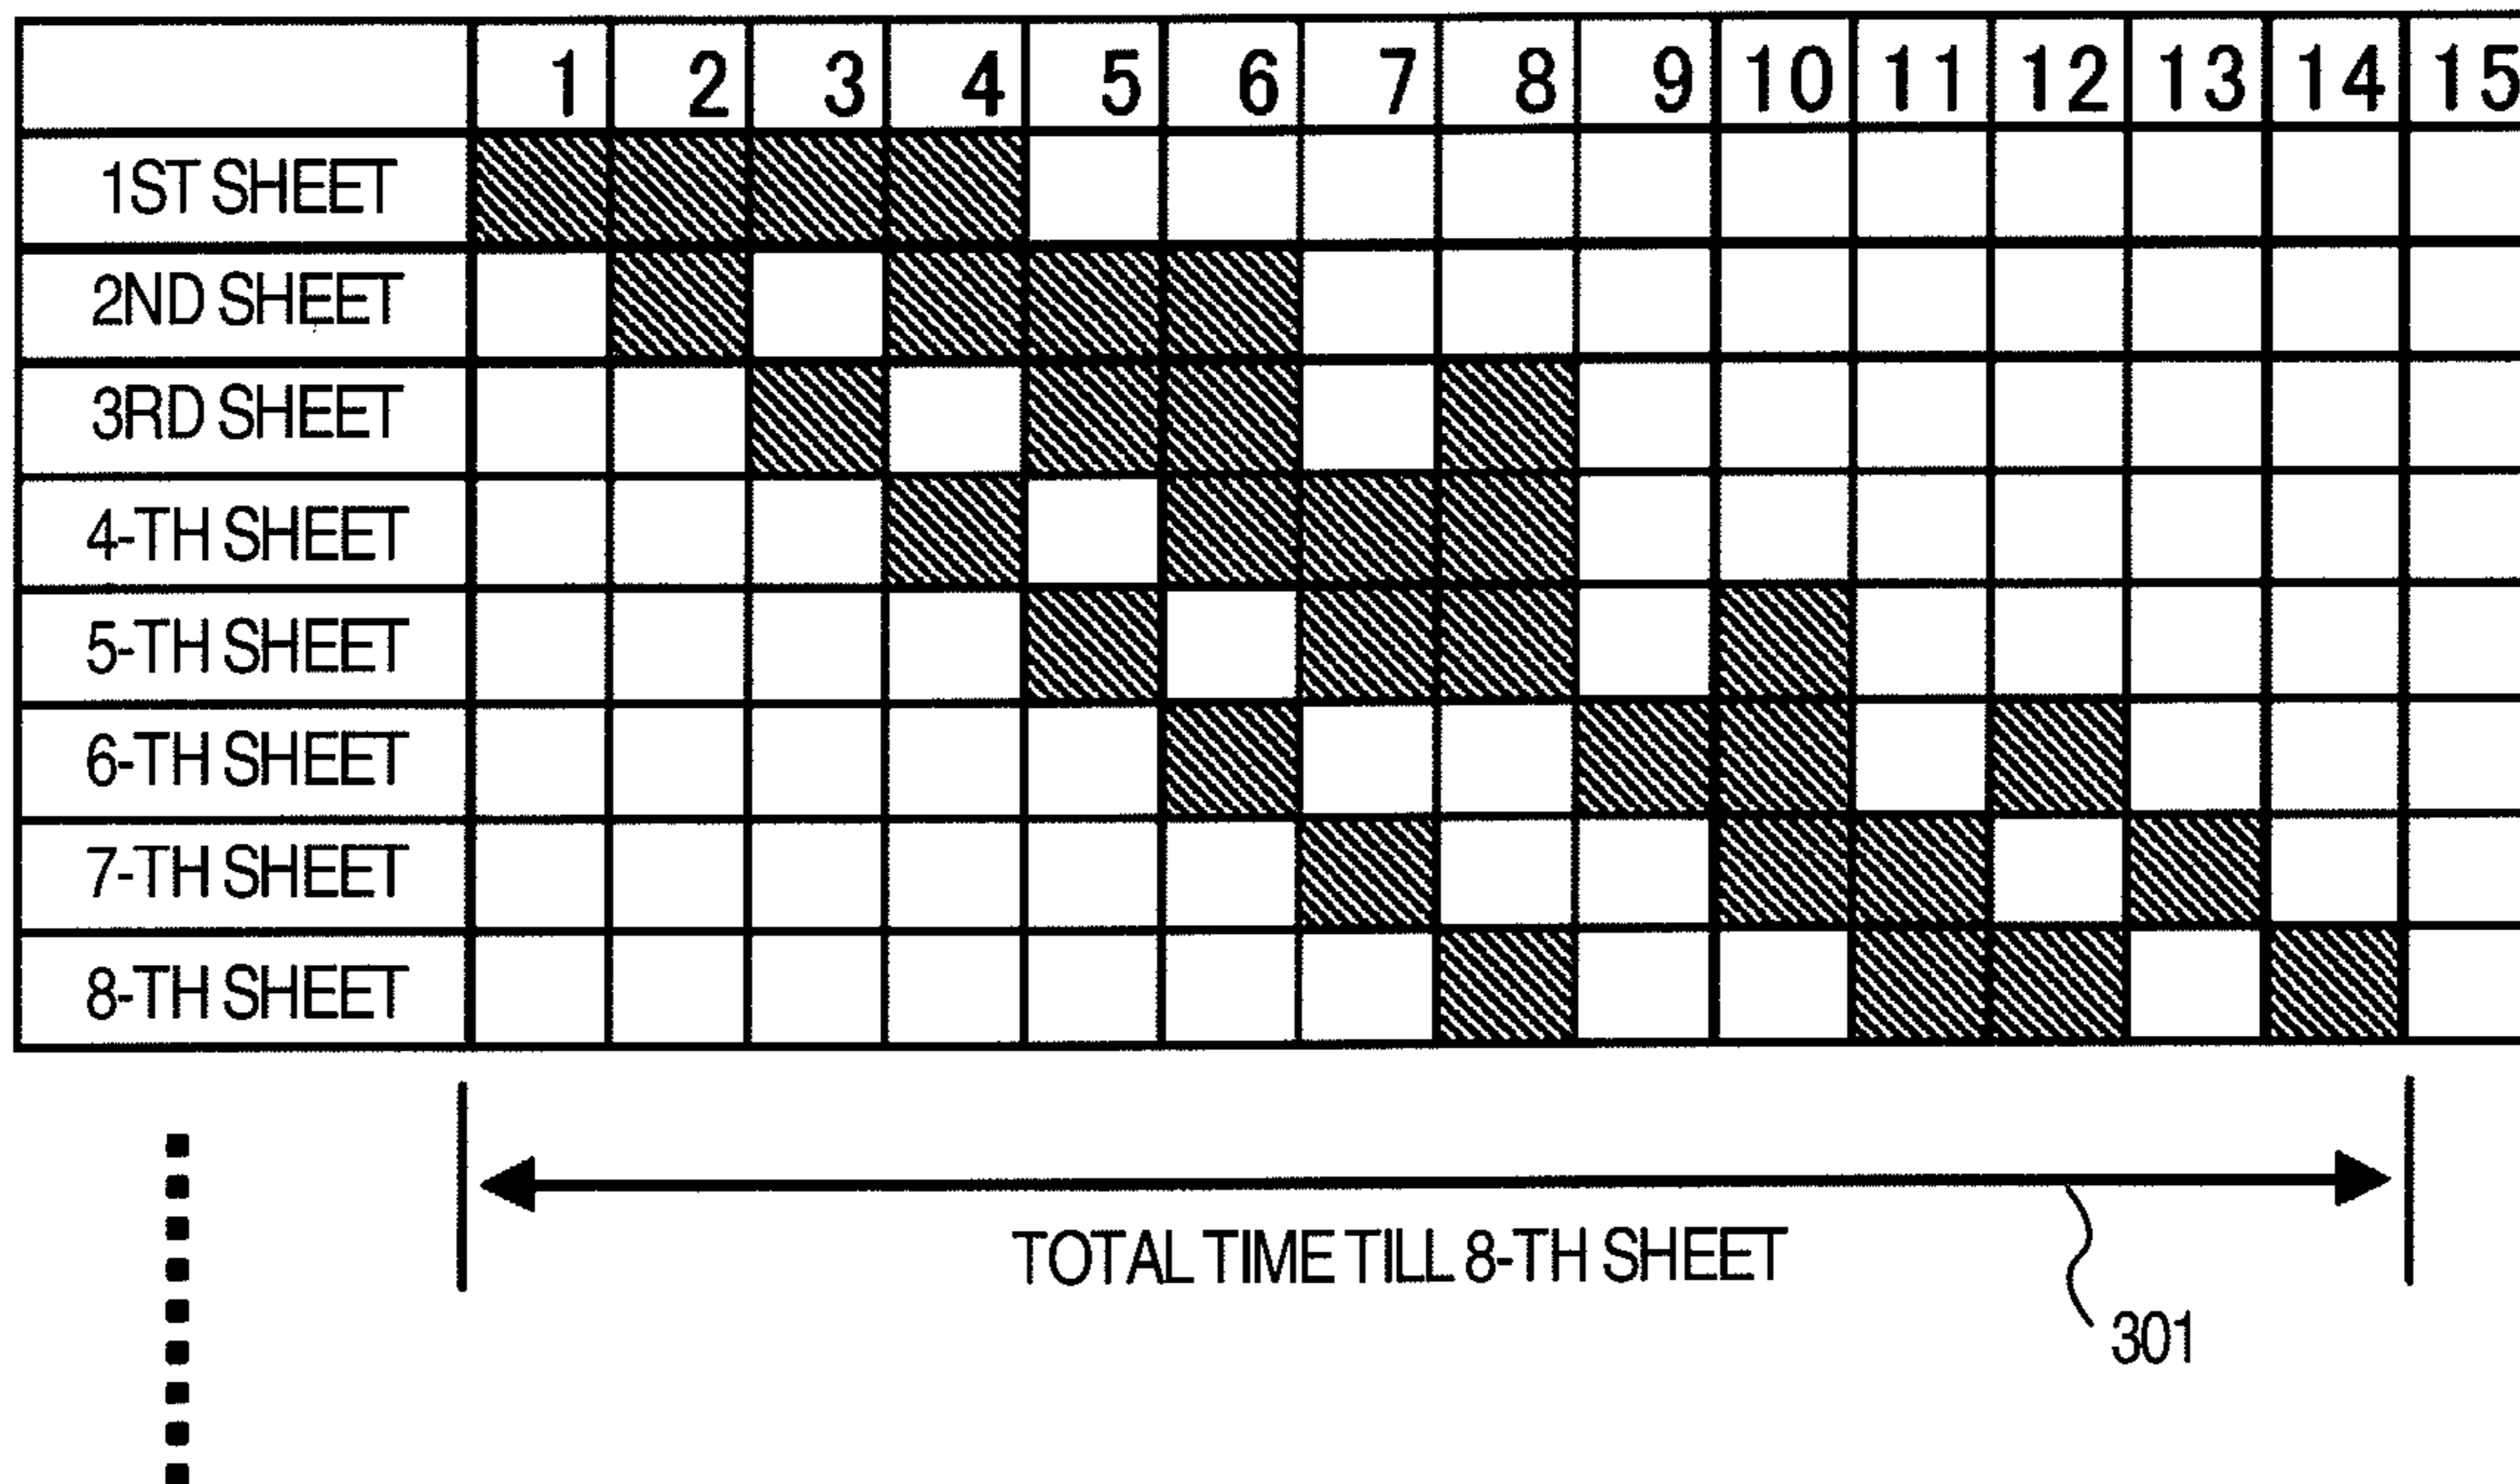 1 2 3 4 5 6 7 8 9 10 11 12 13 14 15
1ST SHEET
2ND SHEET
3RD SHEET
4-TH SHEET
5-TH SHEET
6-TH SHEET
7-TH SHEET
8-TH SHEET
TOTAL TIME TILL 8-TH SHEET
301